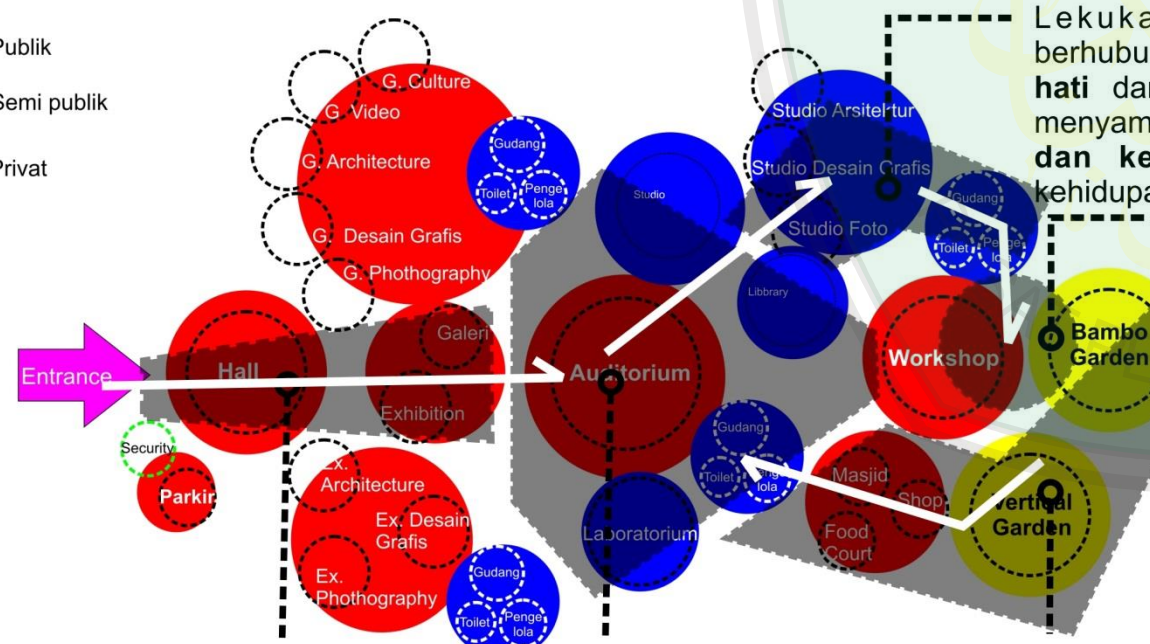 Publik
Semi publik
Privat
Lekuka
berhubu
hati dar
menyam
dan ke
kehidupa
G. Culture
G. Video
G. Architecture
G. Desain Grafis
G. Phothography
Gudang
Toilet
Penge
lola
Studio
Studio Arsitektur
Studio Desain Grafis
Studio Foto
Gudang
Toilet
Penge
lola
Libbrary
Entrance
Hall
Galeri
Exhibition
Auditorium
Workshop
Bambo
Garden
Security
Parkir
Ex.
Architecture
Ex. Desain
Grafis
Ex.
Phothography
Gudang
Toilet
Penge
lola
Laboratorium
Gudang
Toilet
Penge
lola
Masjid
Shop
Food
Court
Vertical
Garden